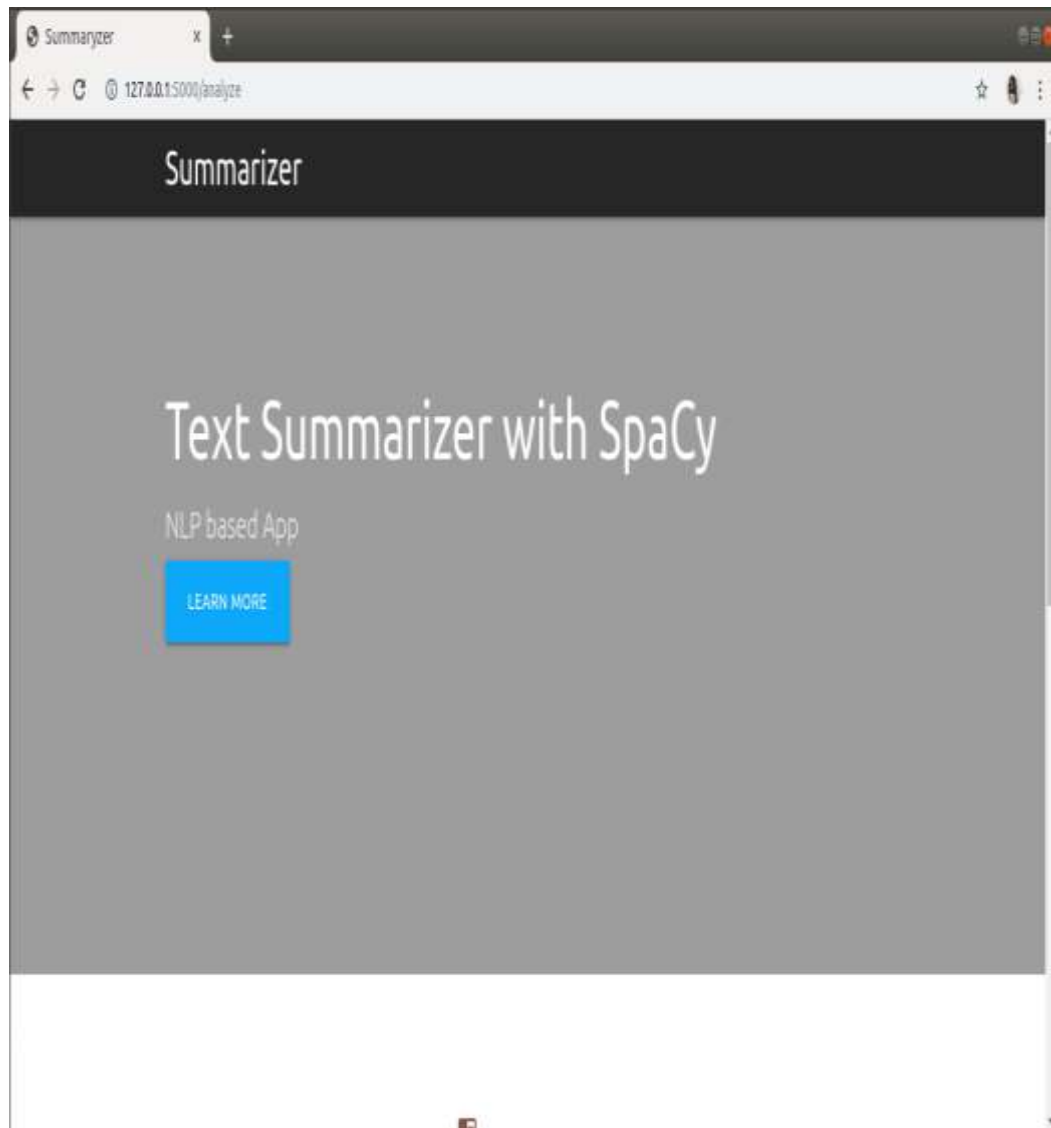 Summaryzer
127.0.0.1:5000/analyze
Summarizer
Text Summarizer with SpaCy
NLP based App
LEARN MORE